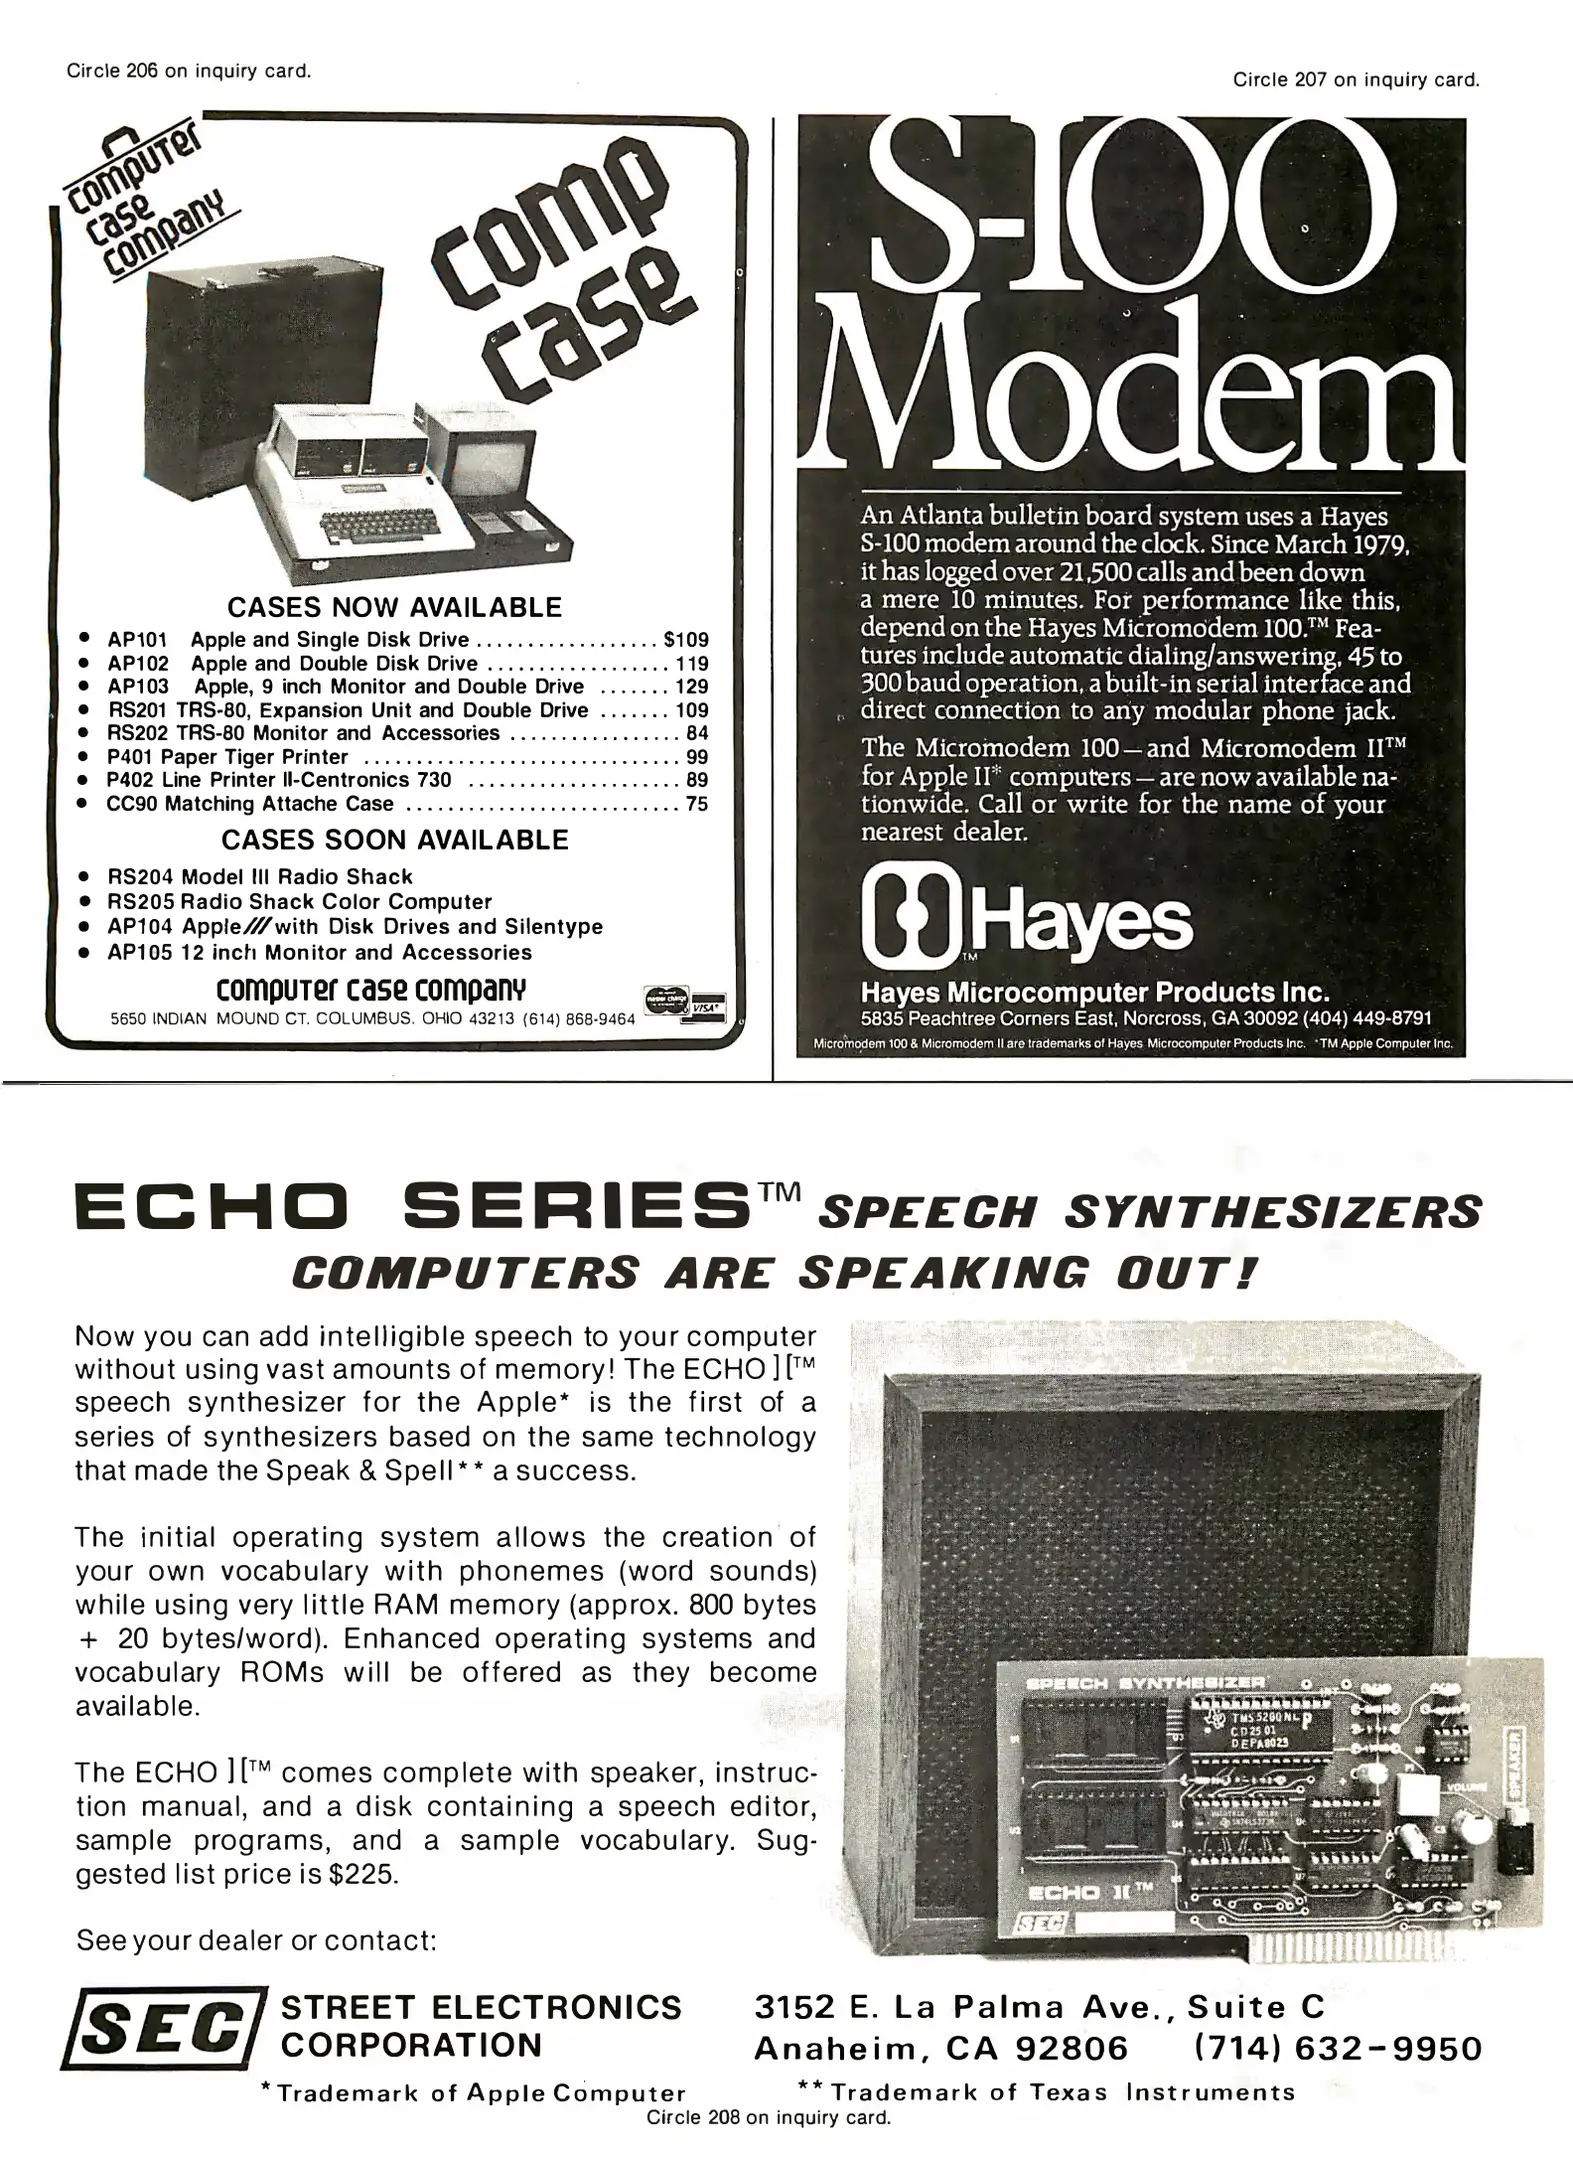 Circle 206 on inquiry card.
computer
case
company
comp
case
CASES NOW AVAILABLE
• AP101 Apple and Single Disk Drive .................. $109
• AP102 Apple and Double Disk Drive .................. 119
• AP103 Apple, 9 inch Monitor and Double Drive ....... 129
• RS201 TRS-80, Expansion Unit and Double Drive ....... 109
• RS202 TRS-80 Monitor and Accessories ................. 84
• P401 Paper Tiger Printer ............................... 99
• P402 Line Printer II-Centronics 730 ..................... 89
• CC90 Matching Attache Case ........................... 75
CASES SOON AVAILABLE
• RS204 Model III Radio Shack
• RS205 Radio Shack Color Computer
• AP104 Apple/// with Disk Drives and Silentype
• AP105 12 inch Monitor and Accessories
computer case company
5650 INDIAN MOUND CT. COLUMBUS. OHIO 43213 (614) 868-9464
master charge
VISA
Circle 207 on inquiry card.
S-100
Modem
An Atlanta bulletin board system uses a Hayes
S-100 modem around the clock. Since March 1979,
it has logged over 21,500 calls and been down
a mere 10 minutes. For performance like this,
depend on the Hayes Micromodem 100.™ Fea-
tures include automatic dialing/answering, 45 to
300 baud operation, a built-in serial interface and
direct connection to any modular phone jack.
The Micromodem 100—and Micromodem II™
for Apple II* computers — are now available na-
tionwide. Call or write for the name of your
nearest dealer.
Hayes
TM
Hayes Microcomputer Products Inc.
5835 Peachtree Corners East, Norcross, GA 30092 (404) 449-8791
Micromodem 100 & Micromodem II are trademarks of Hayes Microcomputer Products Inc. *TM Apple Computer Inc.
ECHO SERIES™ SPEECH SYNTHESIZERS
COMPUTERS ARE SPEAKING OUT!
Now you can add intelligible speech to your computer
without using vast amounts of memory! The ECHO ][™
speech synthesizer for the Apple* is the first of a
series of synthesizers based on the same technology
that made the Speak & Spell** a success.
The initial operating system allows the creation of
your own vocabulary with phonemes (word sounds)
while using very little RAM memory (approx. 800 bytes
+ 20 bytes/word). Enhanced operating systems and
vocabulary ROMs will be offered as they become
available.
The ECHO ][™ comes complete with speaker, instruc-
tion manual, and a disk containing a speech editor,
sample programs, and a sample vocabulary. Sug-
gested list price is $225.
See your dealer or contact:
SPEECH SYNTHESIZER
TMS5200NL
CD2501
DEPA8023
VOLUME
SPEAKER
ECHO ][™
SEC
SEC
STREET ELECTRONICS
CORPORATION
3152 E. La Palma Ave., Suite C
Anaheim, CA 92806 (714) 632-9950
*Trademark of Apple Computer **Trademark of Texas Instruments
Circle 208 on inquiry card.